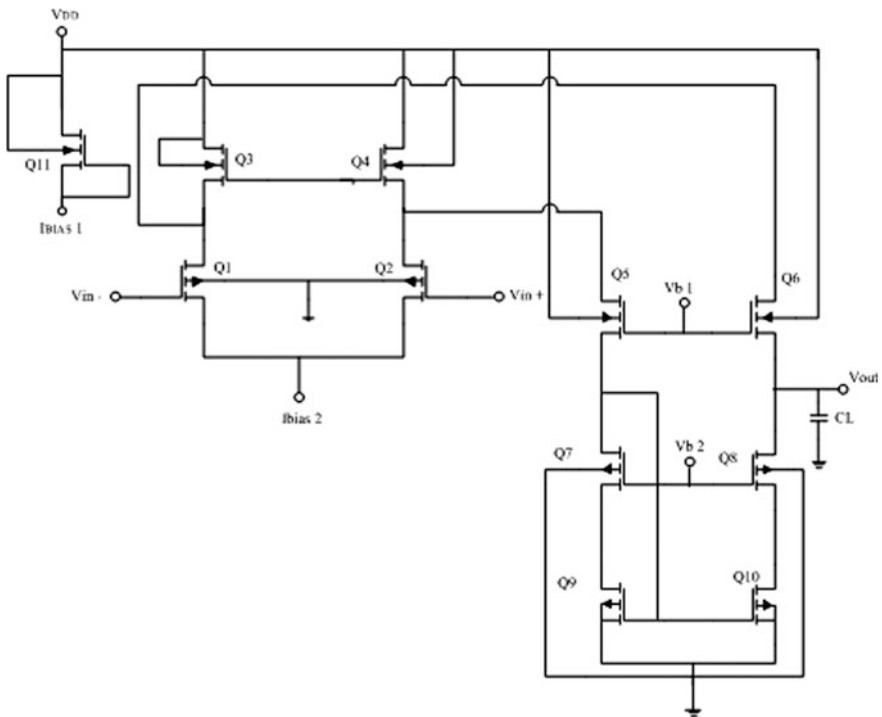 VDD
Q11
Q3
Q4
IBIAS 1
Q1
Q2
Q5
Q6
Vb 1
Vin -
Vin +
Ibias 2
Vout
CL
Q7
Vb 2
Q8
Q9
Q10